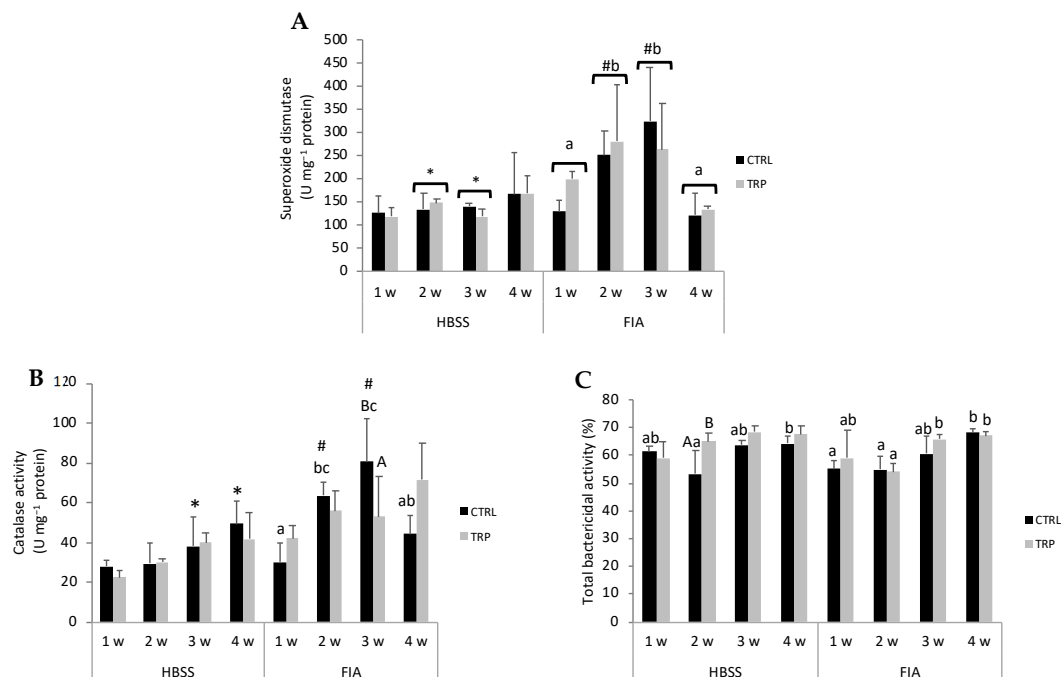 A
Superoxide dismutase
(U mg⁻¹ protein)
500
450
400
350
300
250
200
150
100
50
0
* * a #b #b a
1 w 2 w 3 w 4 w 1 w 2 w 3 w 4 w
HBSS FIA
CTRL
TRP
B
Catalase activity
(U mg⁻¹ protein)
120
100
80
60
40
20
0
#
Bc
#
bc
A
* * a ab
1 w 2 w 3 w 4 w 1 w 2 w 3 w 4 w
HBSS FIA
CTRL
TRP
C
Total bactericidal activity (%)
80
70
60
50
40
30
20
10
0
ab Aa B ab b a ab a a ab b b b
1 w 2 w 3 w 4 w 1 w 2 w 3 w 4 w
HBSS FIA
CTRL
TRP